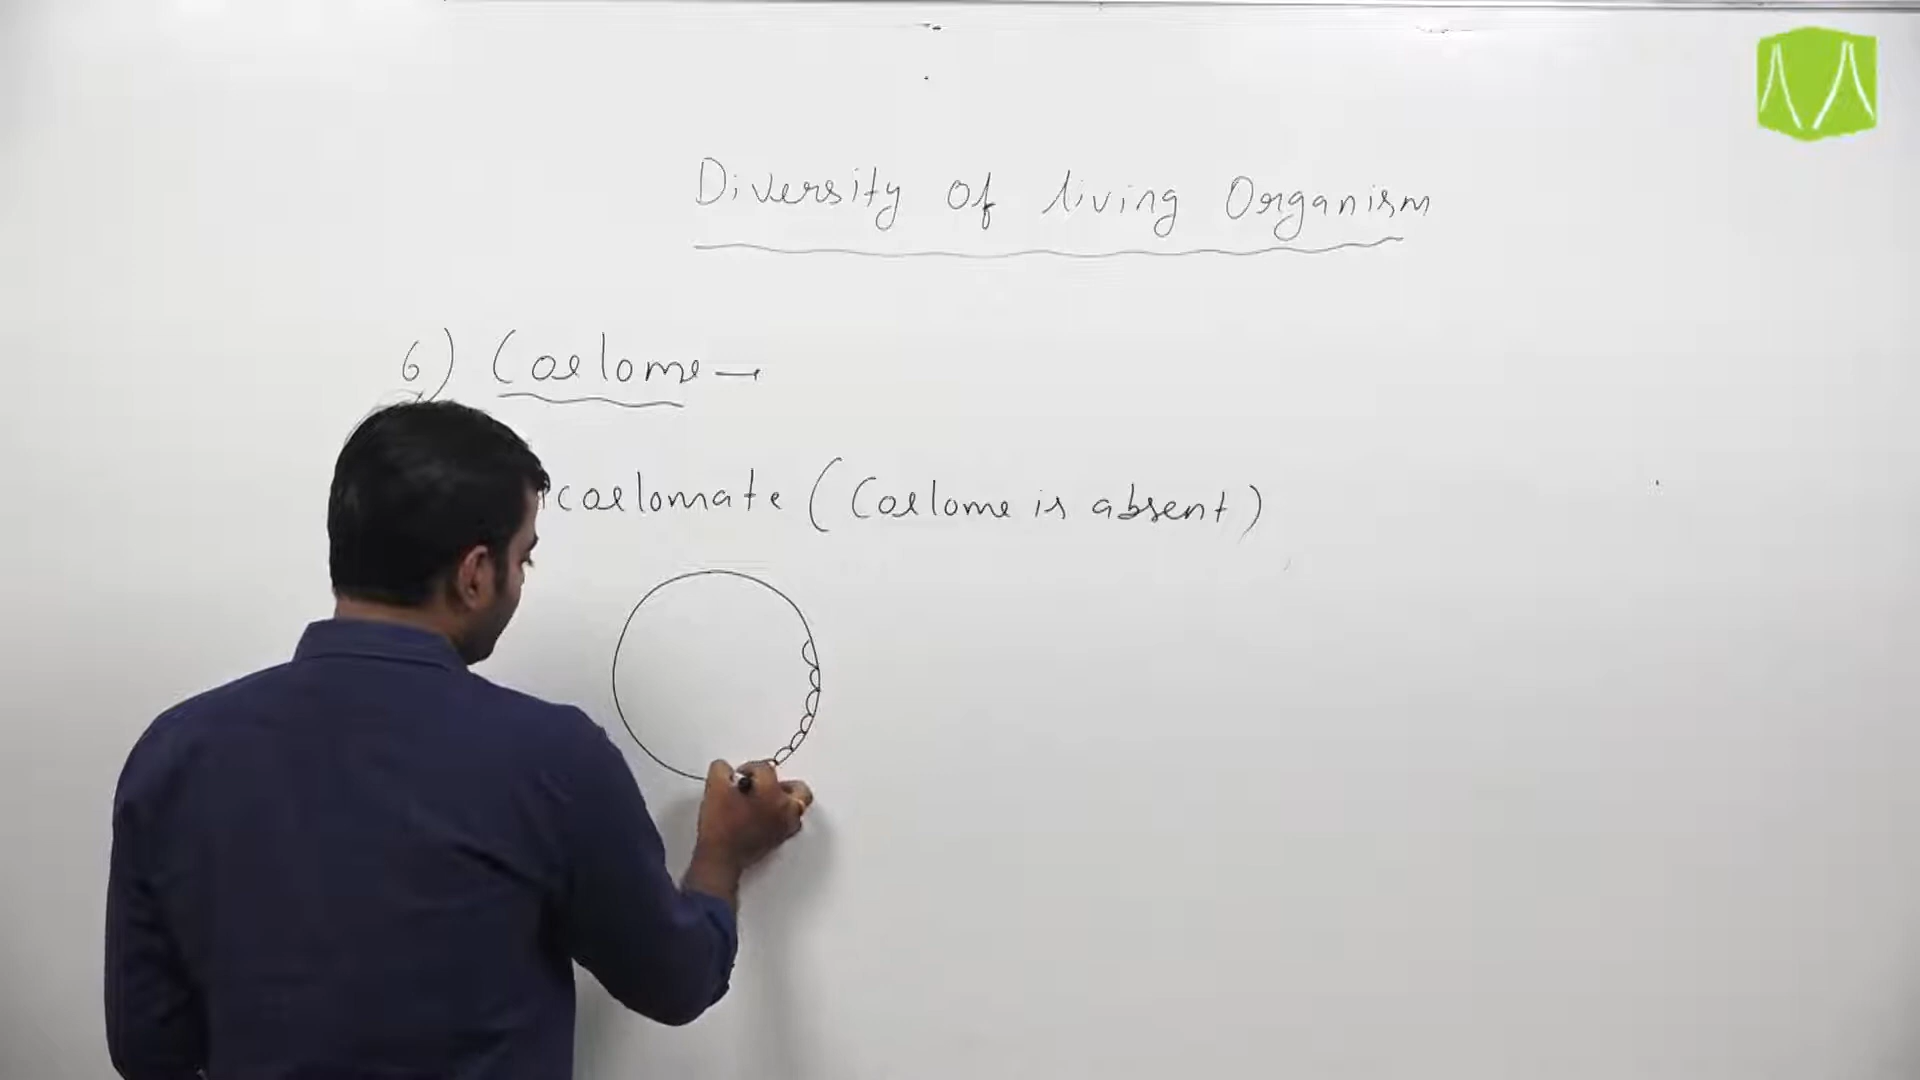 Diversity of living Organism
6) Coelome -
coelomate (Coelome is absent)